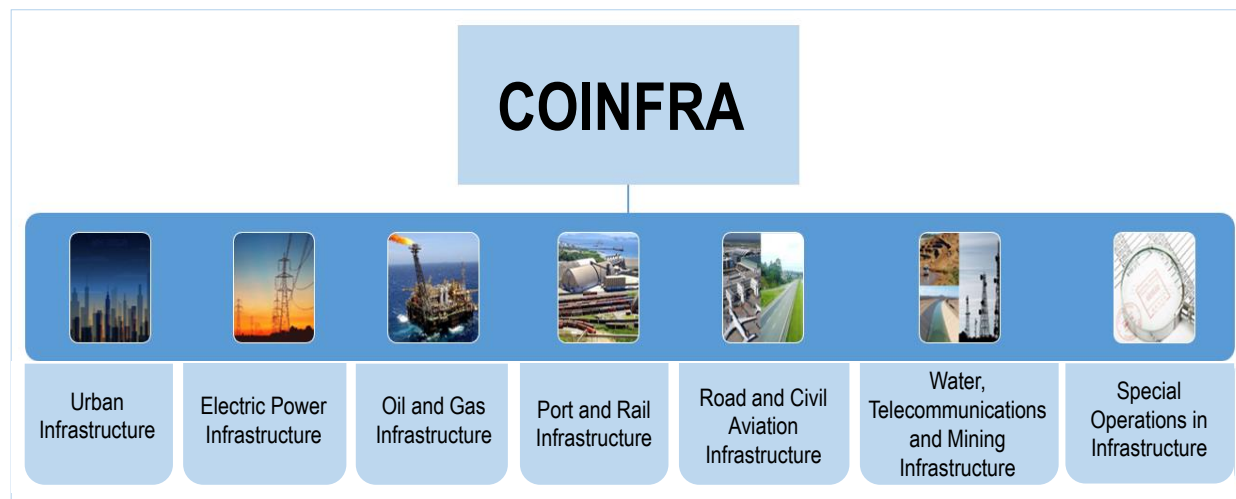 COINFRA
Urban
Infrastructure
Electric Power
Infrastructure
Oil and Gas
Infrastructure
Port and Rail
Infrastructure
Road and Civil
Aviation
Infrastructure
Water,
Telecommunications
and Mining
Infrastructure
Special
Operations in
Infrastructure